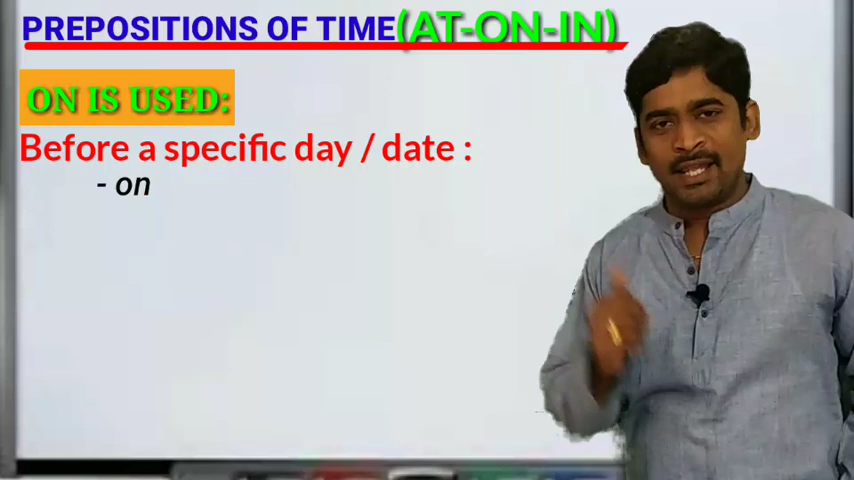 PREPOSITIONS OF TIME(AT-ON-IN)
ON IS USED:
Before a specific day / date :
- on